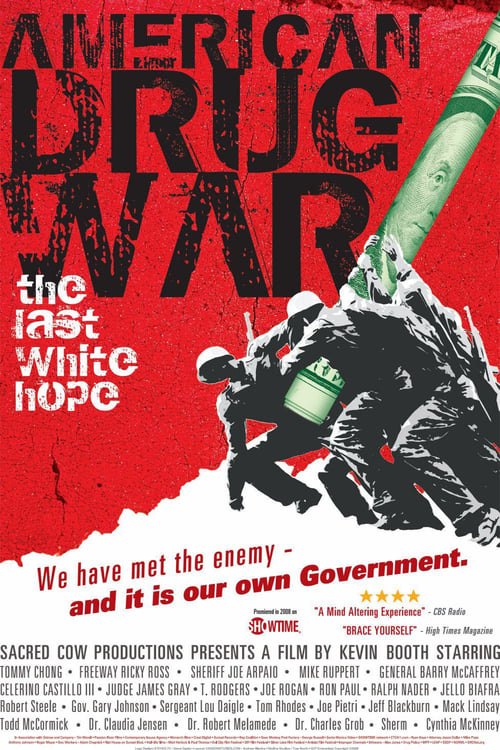 AMERICAN
DRUG
WAR
the
last
white
hope
We have met the enemy -
and it is our own Government.
Premiered in 2008 on
SHOWTIME.
"A Mind Altering Experience" - CBS Radio
"BRACE YOURSELF" - High Times Magazine
SACRED COW PRODUCTIONS PRESENTS A FILM BY KEVIN BOOTH STARRING
TOMMY CHONG • FREEWAY RICKY ROSS • SHERIFF JOE ARPAIO • MIKE RUPPERT • GENERAL BARRY McCAFFREY
CELERINO CASTILLO III • JUDGE JAMES GRAY • T. RODGERS • JOE ROGAN • RON PAUL • RALPH NADER • JELLO BIAFRA
Robert Steele • Gov. Gary Johnson • Sergeant Lou Daigle • Tom Rhodes • Joe Pietri • Jeff Blackburn • Mack Lindsay
Todd McCormick • Dr. Claudia Jensen • Dr. Robert Melamede • Dr. Charles Grob • Sherm • Cynthia McKinney